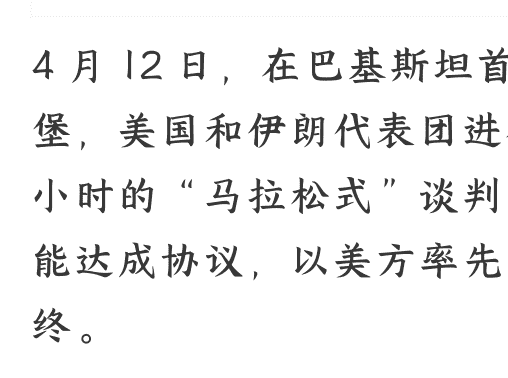 4 月 12 日，在巴基斯坦首
堡，美国和伊朗代表团进
小时的“马拉松式”谈判
能达成协议，以美方率先
终。